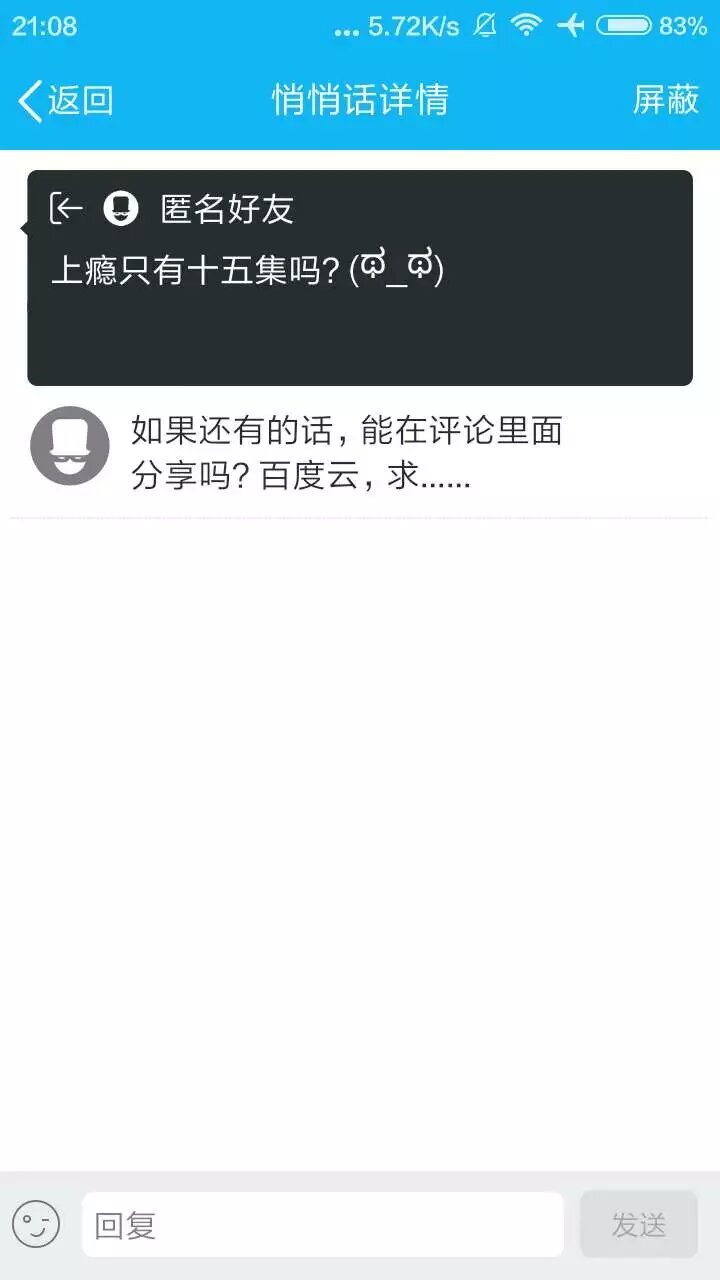 21:08 ... 5.72K/s 83%
返回 悄悄话详情 屏蔽
匿名好友
上瘾只有十五集吗? (ಥ_ಥ)
如果还有的话，能在评论里面
分享吗? 百度云，求......
回复 发送